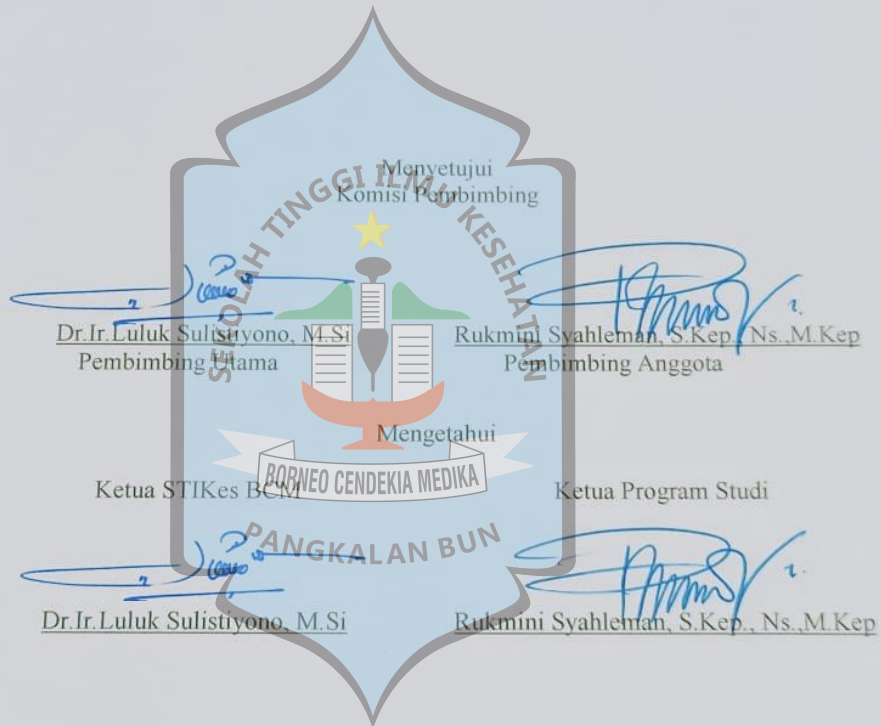 Menyetujui
Komisi Pembimbing
SEKOLAH TINGGI ILMU KESEHATAN
Dr.Ir.Luluk Sulistiyono, M.Si
Rukmini Syahleman, S.Kep., Ns.,M.Kep
Pembimbing Utama
Pembimbing Anggota
Mengetahui
BORNEO CENDEKIA MEDIKA
Ketua STIKes BCM
Ketua Program Studi
PANGKALAN BUN
Dr.Ir.Luluk Sulistiyono, M.Si
Rukmini Syahleman, S.Kep., Ns.,M.Kep